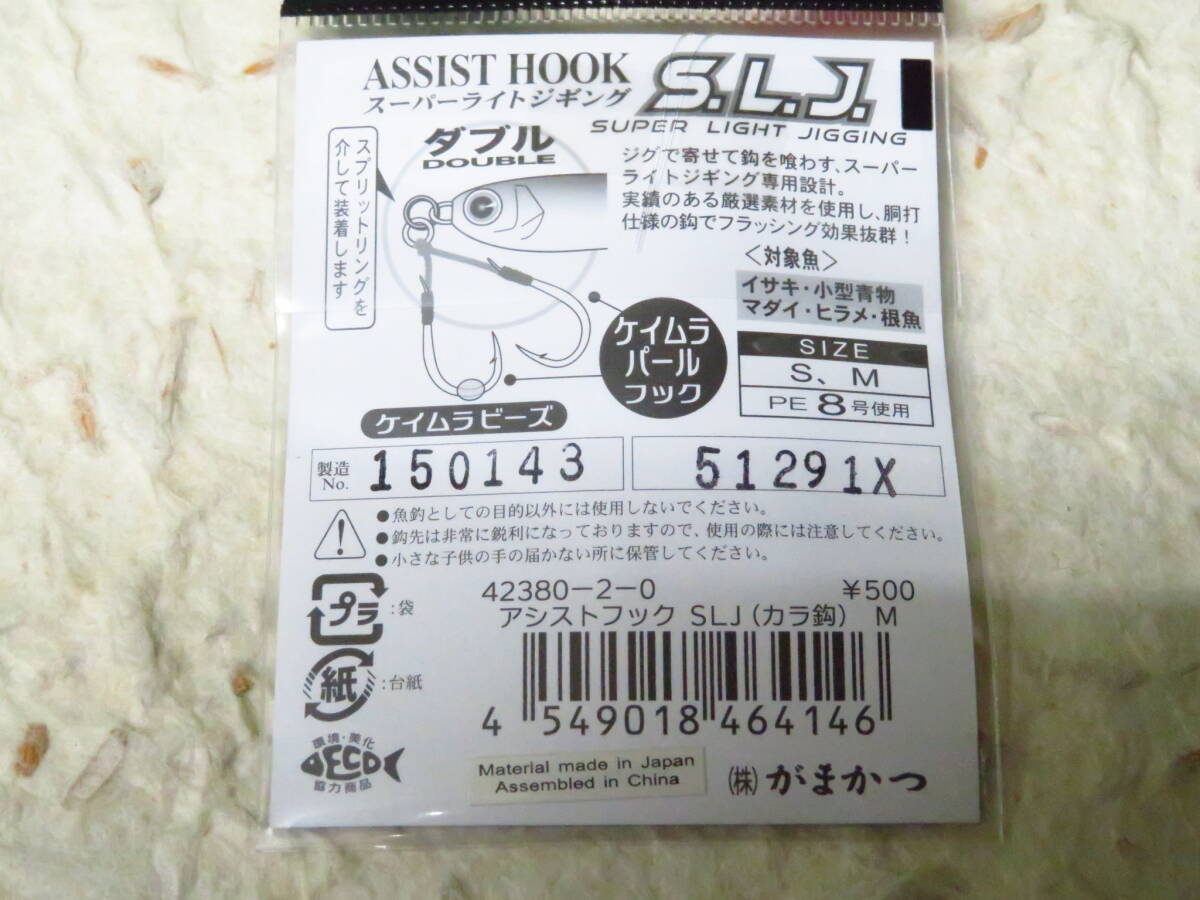 ASSIST HOOK
スーパーライトジギング
S.L.J.
SUPER LIGHT JIGGING
スプリットリングを
介して装着します
ダブル
DOUBLE
ジグで寄せて鈎を喰わす、スーパー
ライトジギング専用設計。
実績のある厳選素材を使用し、胴打
仕様の鈎でフラッシング効果抜群！
＜対象魚＞
イサキ・小型青物
マダイ・ヒラメ・根魚
ケイムラ
パール
フック
ケイムラビーズ
SIZE
S、M
PE 8号使用
製造
No. 150143
51291X
●魚釣としての目的以外には使用しないでください。
●鈎先は非常に鋭利になっておりますので、使用の際には注意してください。
●小さな子供の手の届かない所に保管してください。
プラ :袋
紙 :台紙
42380-2-0 ¥500
アシストフック SLJ (カラ鈎) M
4 549018 464146
環境・美化
ECO
協力商品
Material made in Japan
Assembled in China
(株) がまかつ